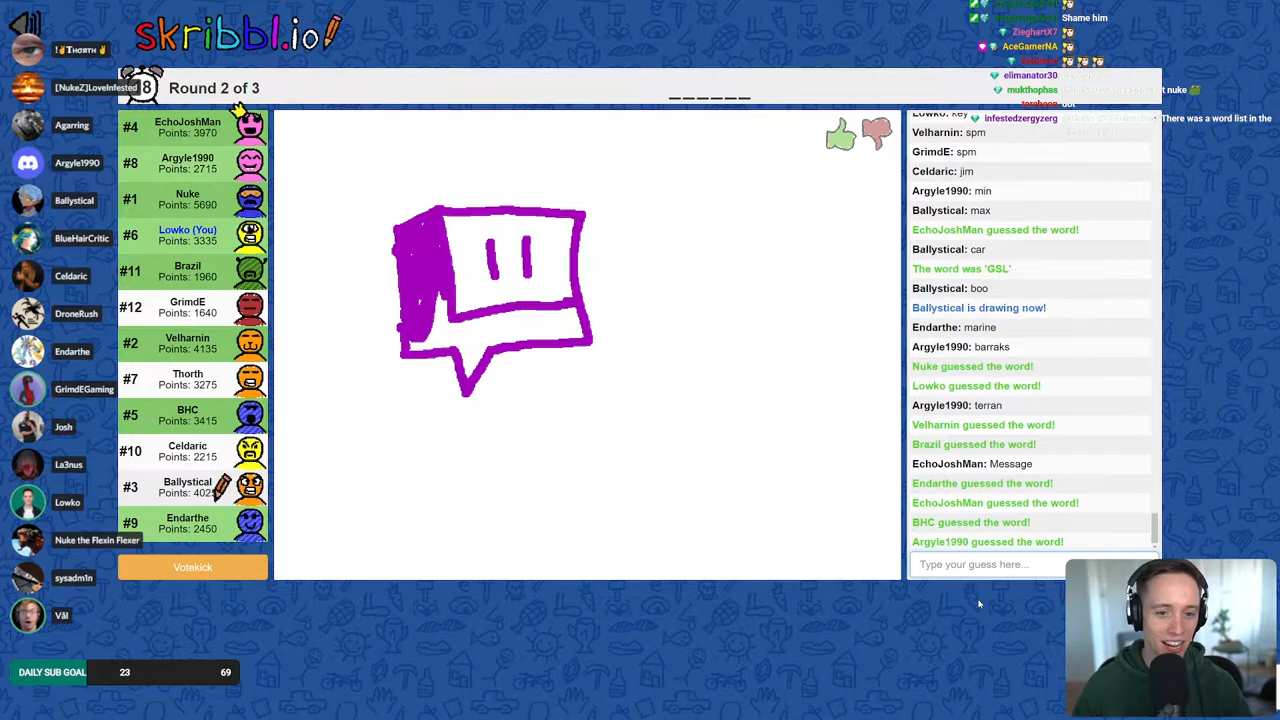 skribbl.io
!✌Thørth✌
[NukeZ]LoveInfested
Agarring
Argyle1990
Ballystical
BlueHairCritic
Celdaric
DroneRush
Endarthe
GrimDEGaming
Josh
La3nus
Lowko
Nuke the Flexin Flexer
sysadm1n
Vål
8
Round 2 of 3
_ _ _ _ _ _
#4 EchoJoshMan
Points: 3970
#8 Argyle1990
Points: 2715
#1 Nuke
Points: 5690
#6 Lowko (You)
Points: 3335
#11 Brazil
Points: 1960
#12 GrimdE
Points: 1640
#2 Velharnin
Points: 4135
#7 Thorth
Points: 3275
#5 BHC
Points: 3415
#10 Celdaric
Points: 2215
#3 Ballystical
Points: 4025
#9 Endarthe
Points: 2450
Votekick
DAILY SUB GOAL 23 69
Shame him
ZieghartX7
AceGamerNA
elimanator30
mukthophas
infestedzergyzerg There was a word list in the
Velharnin: spm
GrimdE: spm
Celdaric: jim
Argyle1990: min
Ballystical: max
EchoJoshMan guessed the word!
Ballystical: car
The word was 'GSL'
Ballystical: boo
Ballystical is drawing now!
Endarthe: marine
Argyle1990: barraks
Nuke guessed the word!
Lowko guessed the word!
Argyle1990: terran
Velharnin guessed the word!
Brazil guessed the word!
EchoJoshMan: Message
Endarthe guessed the word!
EchoJoshMan guessed the word!
BHC guessed the word!
Argyle1990 guessed the word!
Type your guess here...